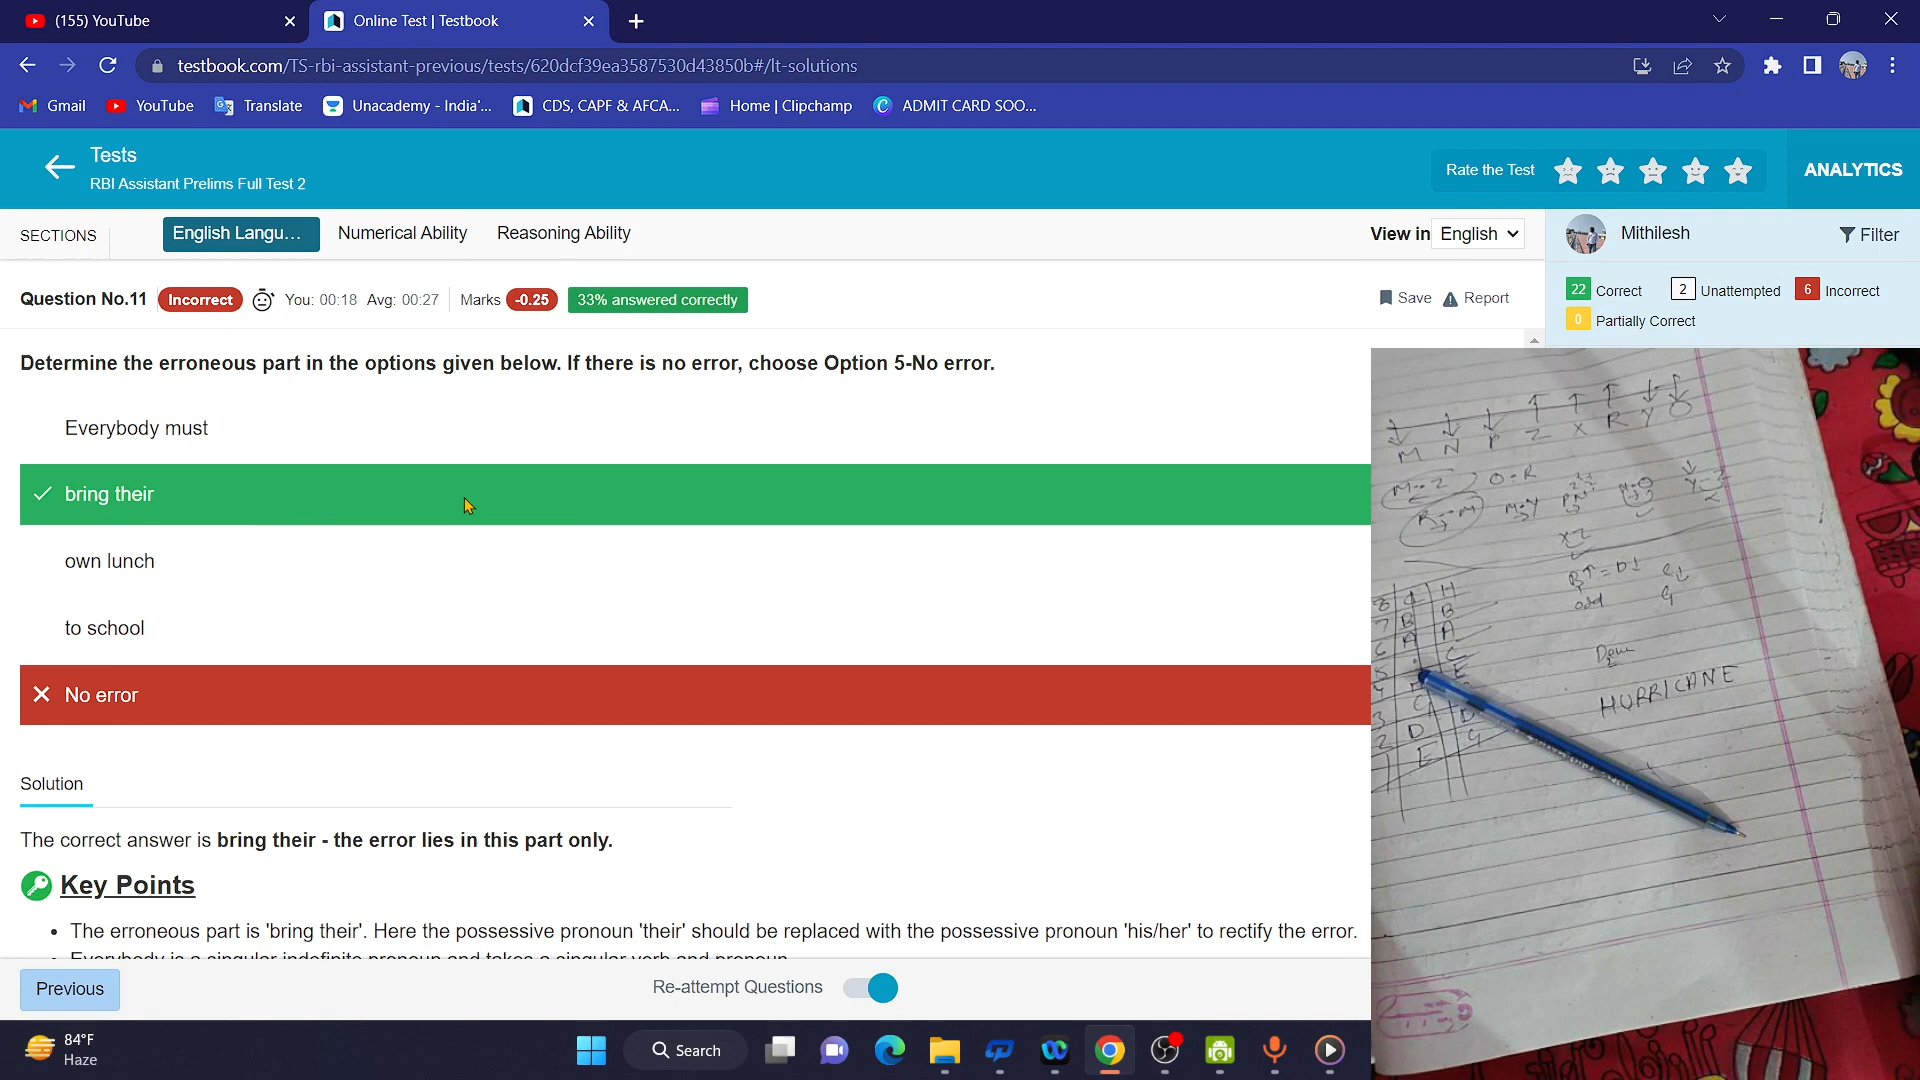 (155) YouTube
Online Test | Testbook
testbook.com/TS-rbi-assistant-previous/tests/620dcf39ea3587530d43850b#/lt-solutions
Gmail
YouTube
Translate
Unacademy - India'...
CDS, CAPF & AFCA...
Home | Clipchamp
ADMIT CARD SOO...
Tests
RBI Assistant Prelims Full Test 2
Rate the Test
ANALYTICS
SECTIONS
English Langu...
Numerical Ability
Reasoning Ability
View in English
Mithilesh
Filter
Question No.11 Incorrect You: 00:18 Avg: 00:27 Marks -0.25 33% answered correctly
Save Report
22 Correct 2 Unattempted 6 Incorrect
0 Partially Correct
Determine the erroneous part in the options given below. If there is no error, choose Option 5-No error.
Everybody must
bring their
own lunch
to school
No error
Solution
The correct answer is bring their - the error lies in this part only.
Key Points
• The erroneous part is 'bring their'. Here the possessive pronoun 'their' should be replaced with the possessive pronoun 'his/her' to rectify the error.
Previous
Re-attempt Questions
M N P Z X R Y O
HURRICANE
84°F
Haze
Search